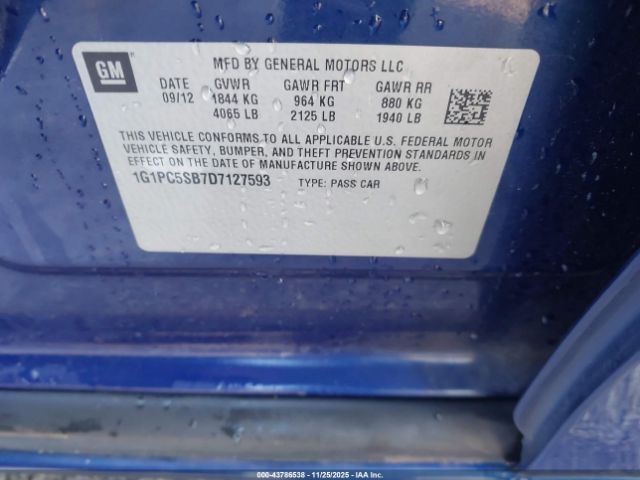 GM
MFD BY GENERAL MOTORS LLC
DATE GVWR GAWR FRT GAWR RR
09/12 1844 KG 964 KG 880 KG
4065 LB 2125 LB 1940 LB
THIS VEHICLE CONFORMS TO ALL APPLICABLE U.S. FEDERAL MOTOR
VEHICLE SAFETY, BUMPER, AND THEFT PREVENTION STANDARDS IN
EFFECT ON THE DATE OF MANUFACTURE SHOWN ABOVE.
1G1PC5SB7D7127593 TYPE: PASS CAR
000-43786538 - 11/25/2025 - IAAI.COM